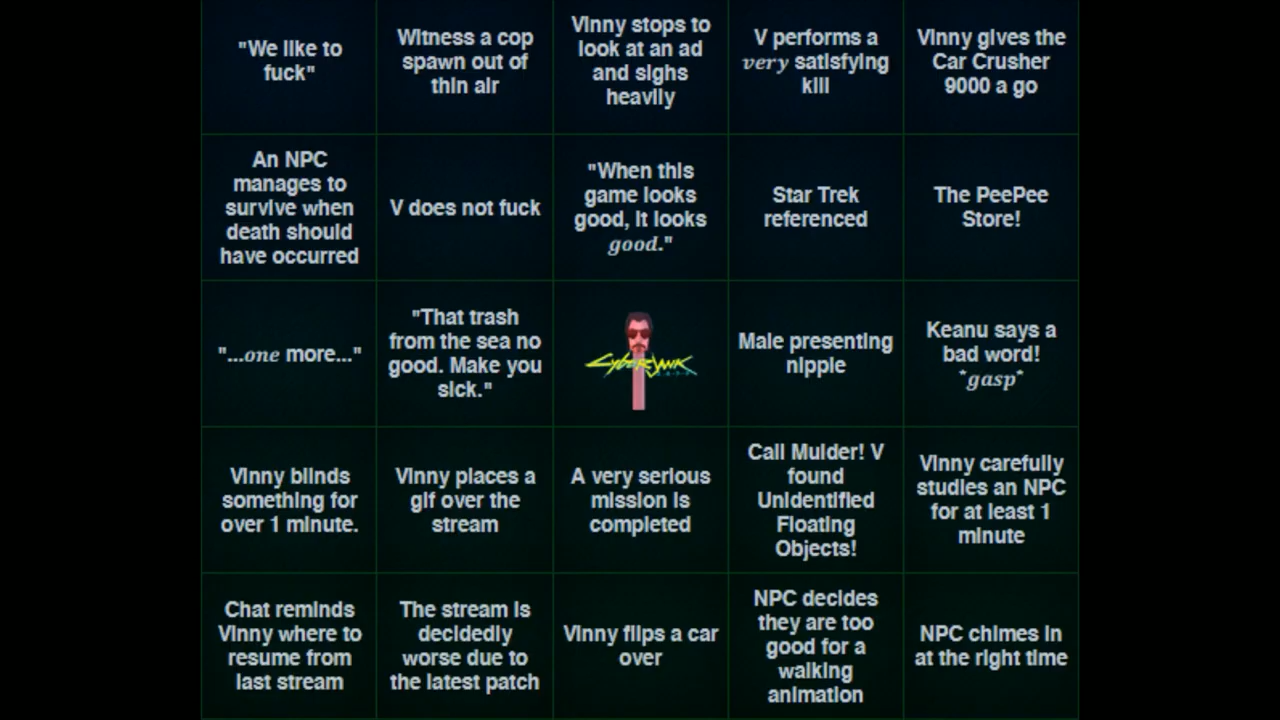 "We like to
fuck"
Witness a cop
spawn out of
thin air
Vinny stops to
look at an ad
and sighs
heavily
V performs a
very satisfying
kill
Vinny gives the
Car Crusher
9000 a go
An NPC
manages to
survive when
death should
have occurred
V does not fuck
"When this
game looks
good, it looks
good."
Star Trek
referenced
The PeePee
Store!
"...one more..."
"That trash
from the sea no
good. Make you
sick."
Male presenting
nipple
Keanu says a
bad word!
*gasp*
Vinny blinds
something for
over 1 minute.
Vinny places a
gif over the
stream
A very serious
mission is
completed
Call Mulder! V
found
Unidentified
Floating
Objects!
Vinny carefully
studies an NPC
for at least 1
minute
Chat reminds
Vinny where to
resume from
last stream
The stream is
decidedly
worse due to
the latest patch
Vinny flips a car
over
NPC decides
they are too
good for a
walking
animation
NPC chimes in
at the right time